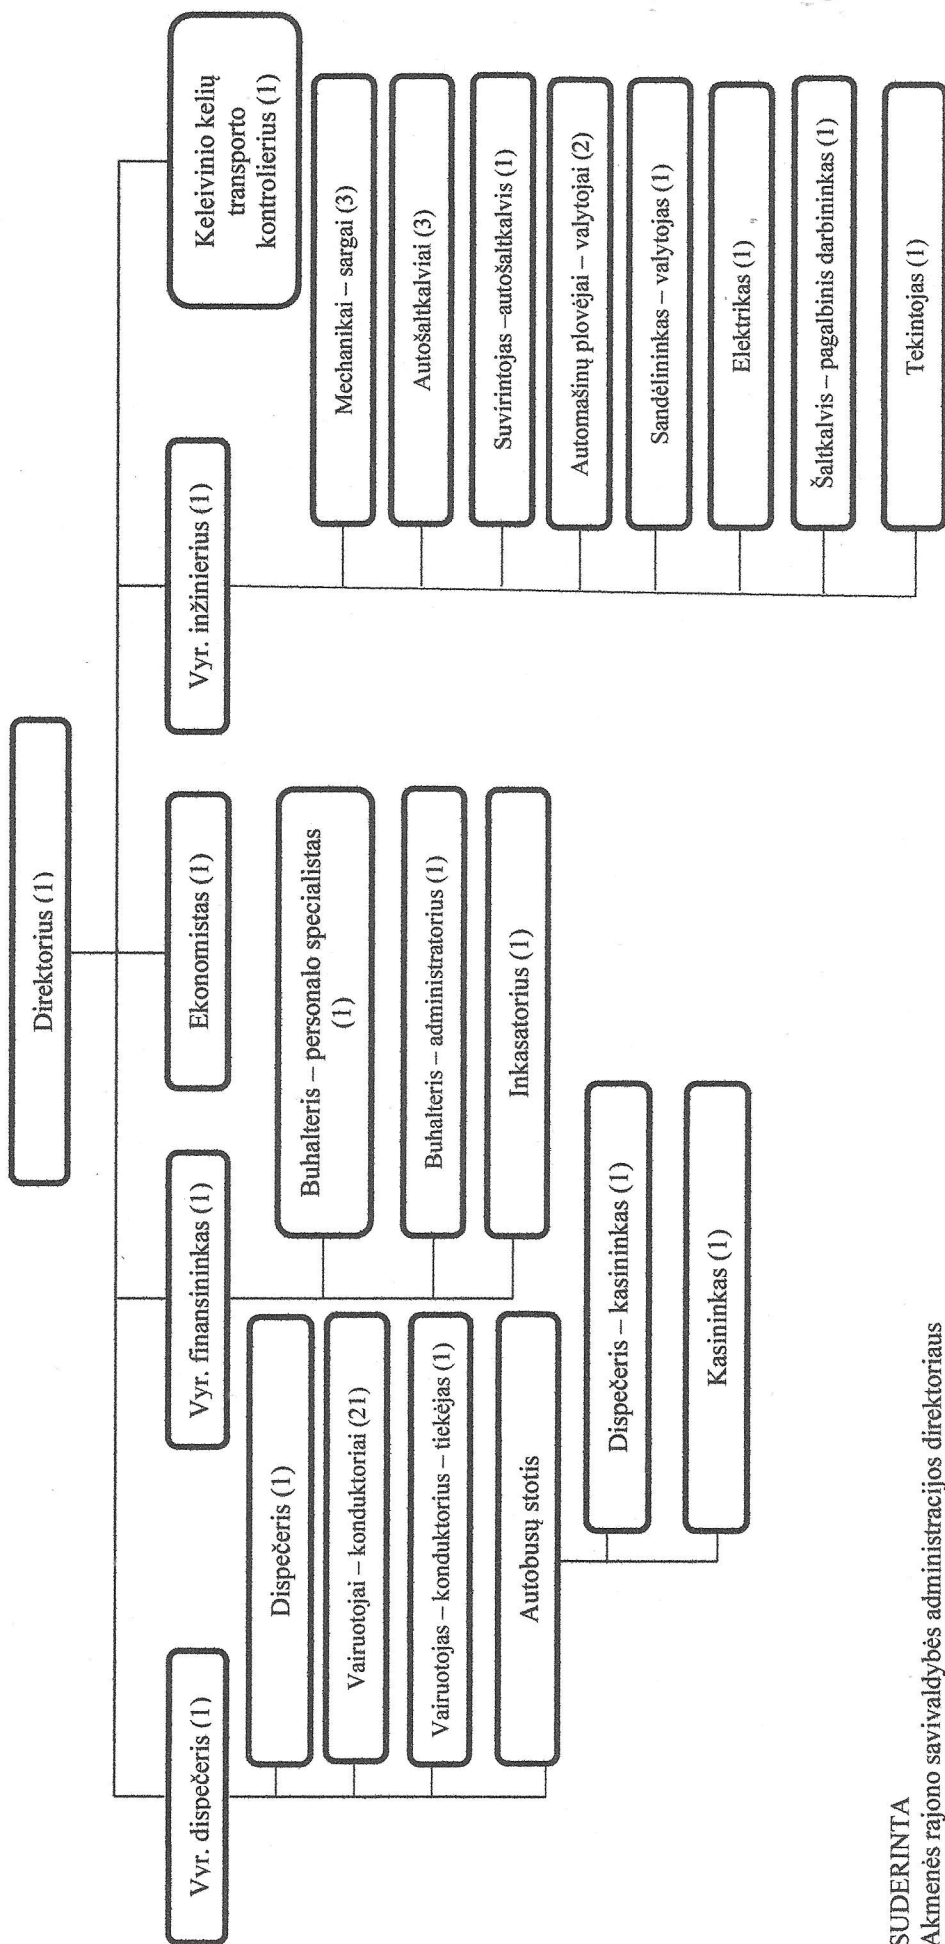 Direktorius (1)
Vyr. dispečeris (1)
Vyr. finansininkas (1)
Ekonomistas (1)
Vyr. inžinierius (1)
Keleivinio kelių
transporto
kontrolierius (1)
Dispečeris (1)
Vairuotojai – konduktoriai (21)
Vairuotojas – konduktorius – tiekėjas (1)
Autobusų stotis
Dispečeris – kasininkas (1)
Kasininkas (1)
Buhalteris – personalo specialistas
(1)
Buhalteris – administratorius (1)
Inkasatorius (1)
Mechanikai – sargai (3)
Autošaltkalviai (3)
Suvirintojas –autošaltkalvis (1)
Automašinų plovėjai – valytojai (2)
Sandėlininkas – valytojas (1)
Elektrikas (1)
Šaltkalvis – pagalbinis darbininkas (1)
Tekintojas (1)
SUDERINTA
Akmenės rajono savivaldybės administracijos direktoriaus